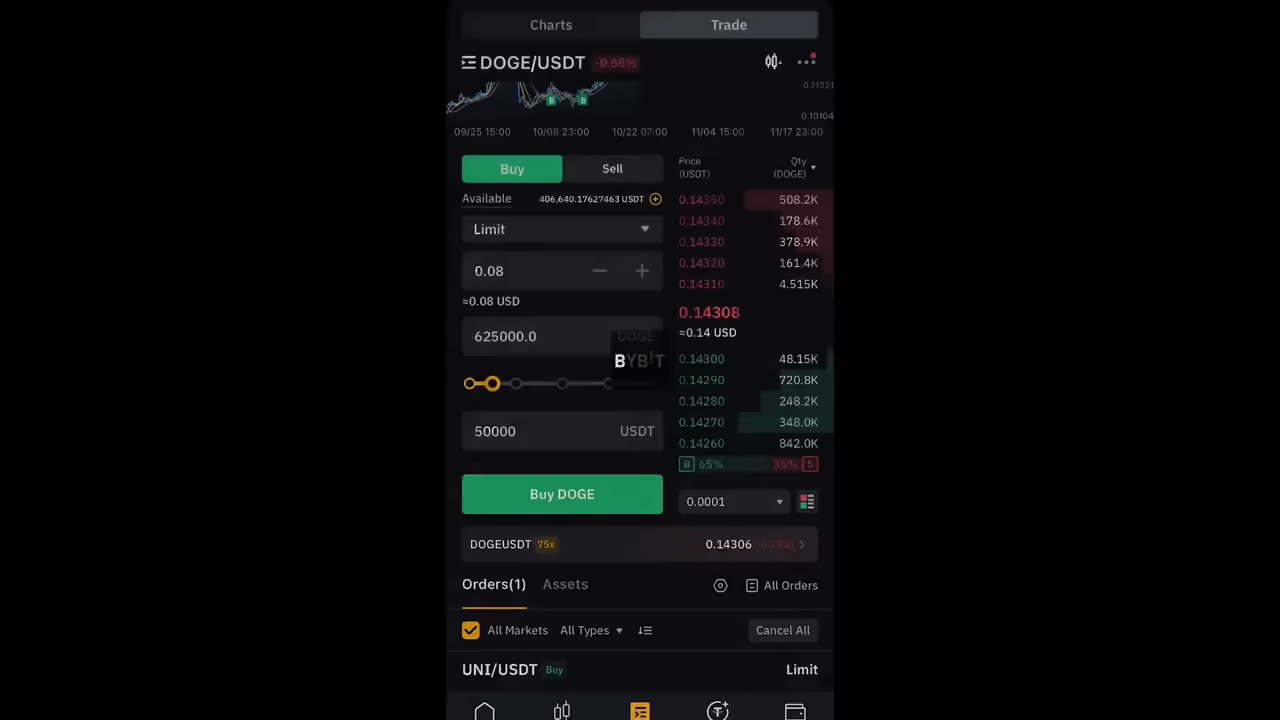 Charts Trade
DOGE/USDT -0.55%
0.11321
0.10104
09/25 15:00 10/08 23:00 10/22 07:00 11/04 15:00 11/17 23:00
B B
Buy Sell
Available 406,640.17627463 USDT
Limit
0.08
≈0.08 USD
625000.0 DOGE
BYBIT
50000 USDT
Buy DOGE
Price (USDT) Qty (DOGE)
0.14350 508.2K
0.14340 178.6K
0.14330 378.9K
0.14320 161.4K
0.14310 4.515K
0.14308
≈0.14 USD
0.14300 48.15K
0.14290 720.8K
0.14280 248.2K
0.14270 348.0K
0.14260 842.0K
B 65% 35% S
0.0001
DOGEUSDT 75x 0.14306
Orders(1) Assets All Orders
All Markets All Types Cancel All
UNI/USDT Buy Limit